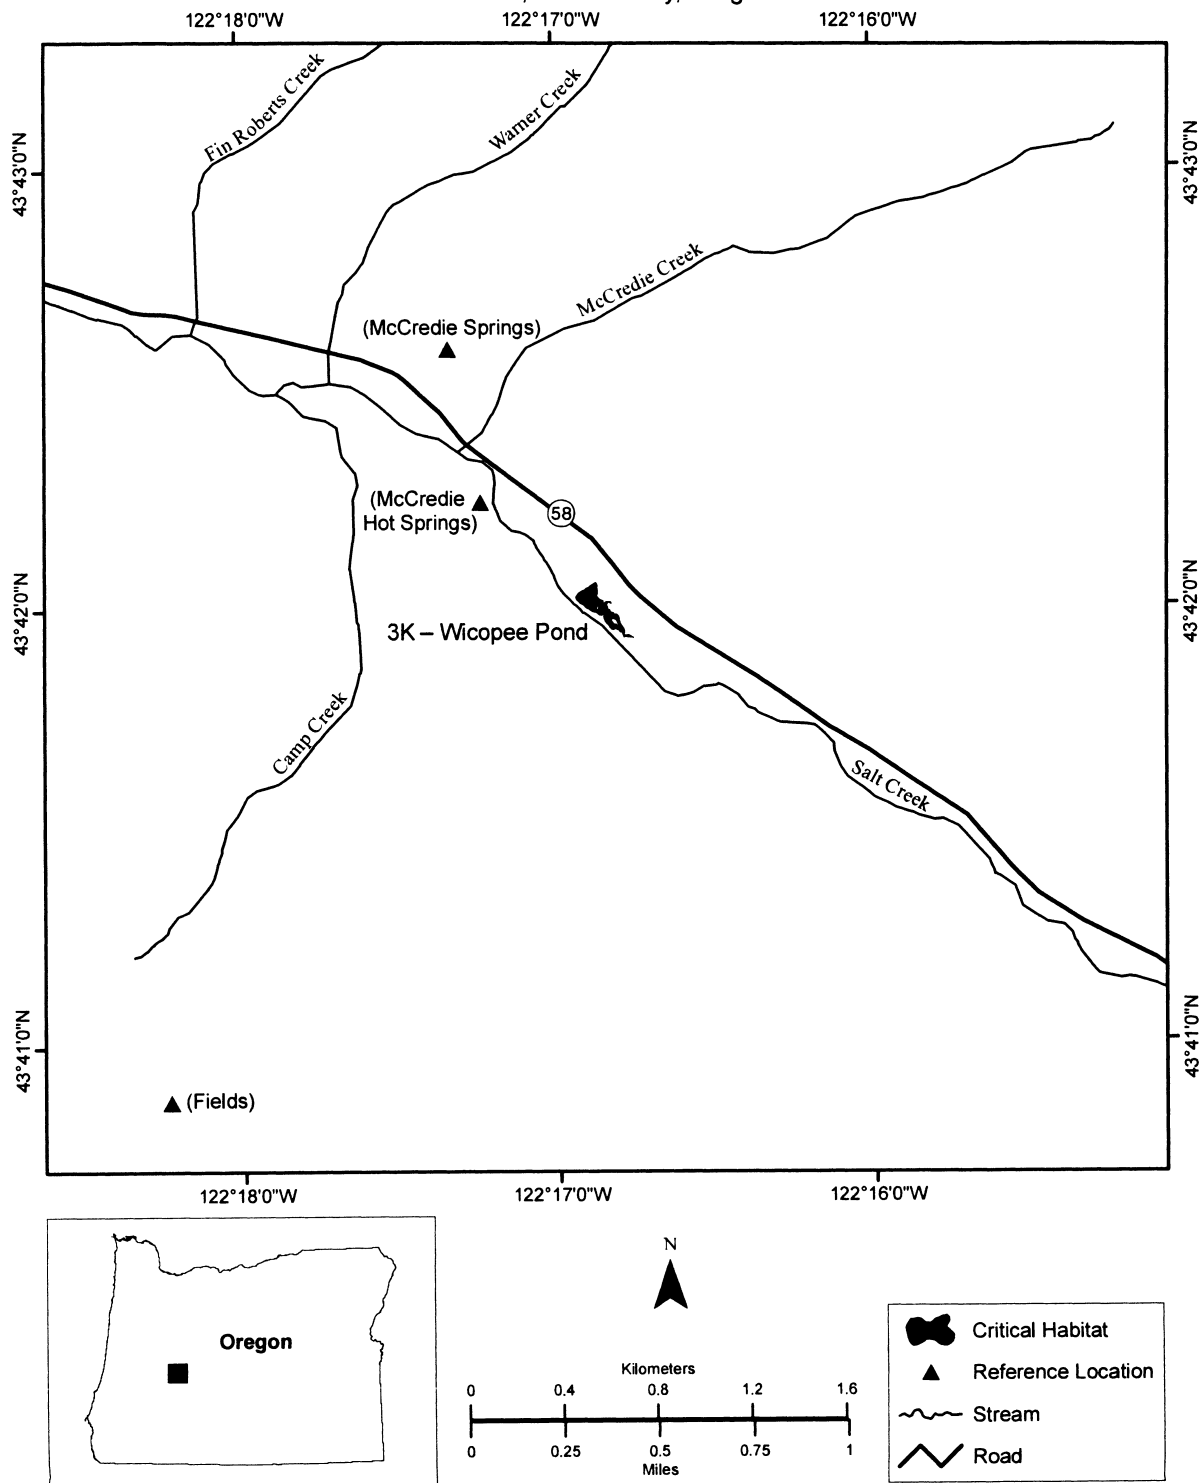 122°18'0"W 122°17'0"W 122°16'0"W
Fin Roberts Creek
Warner Creek
43°43'0"N
43°43'0"N
McCredie Creek
(McCredie Springs)
(McCredie
Hot Springs)
58
43°42'0"N
43°42'0"N
3K – Wicopee Pond
Camp Creek
Salt Creek
43°41'0"N
43°41'0"N
(Fields)
122°18'0"W 122°17'0"W 122°16'0"W
Oregon
N
Kilometers
0 0.4 0.8 1.2 1.6
0 0.25 0.5 0.75 1
Miles
Critical Habitat
Reference Location
Stream
Road